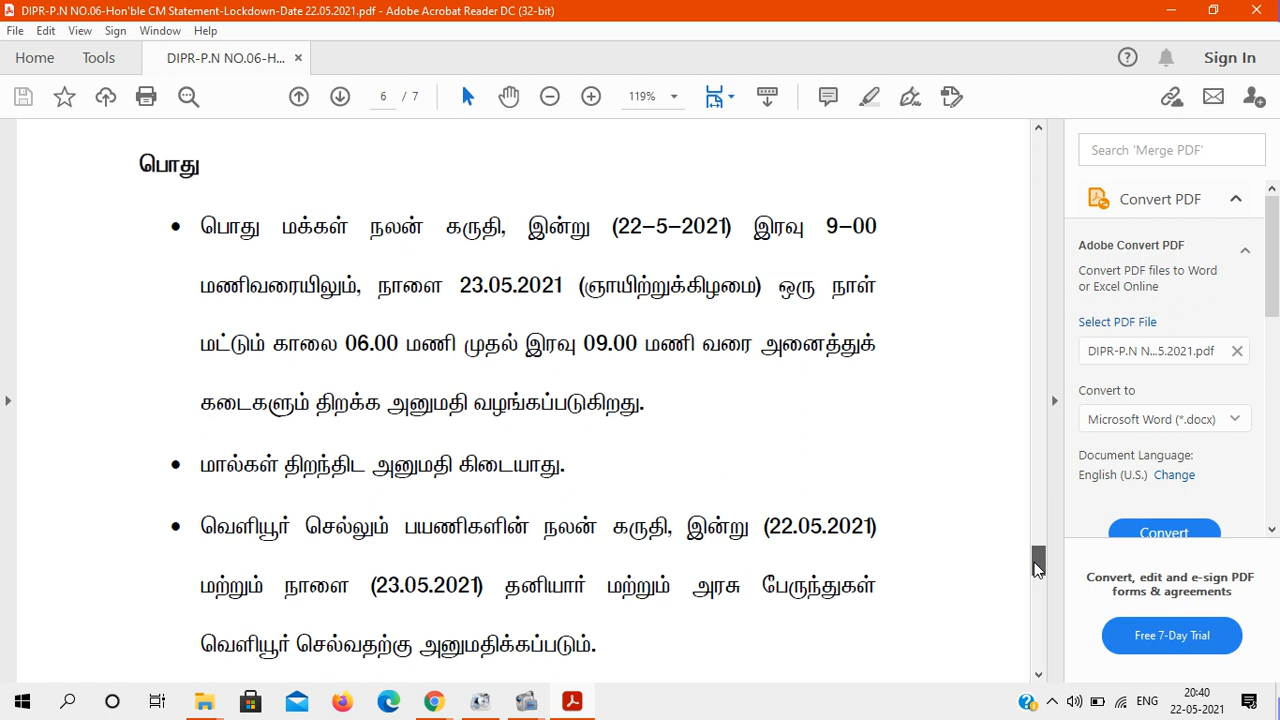 DIPR-P.N NO.06-Hon'ble CM Statement-Lockdown-Date 22.05.2021.pdf - Adobe Acrobat Reader DC (32-bit)
File Edit View Sign Window Help
Home Tools DIPR-P.N NO.06-H... × Sign In
6 / 7 119%
பொது
• பொது மக்கள் நலன் கருதி, இன்று (22-5-2021) இரவு 9-00
மணிவரையிலும், நாளை 23.05.2021 (ஞாயிற்றுக்கிழமை) ஒரு நாள்
மட்டும் காலை 06.00 மணி முதல் இரவு 09.00 மணி வரை அனைத்துக்
கடைகளும் திறக்க அனுமதி வழங்கப்படுகிறது.
• மால்கள் திறந்திட அனுமதி கிடையாது.
• வெளியூர் செல்லும் பயணிகளின் நலன் கருதி, இன்று (22.05.2021)
மற்றும் நாளை (23.05.2021) தனியார் மற்றும் அரசு பேருந்துகள்
வெளியூர் செல்வதற்கு அனுமதிக்கப்படும்.
Search 'Merge PDF'
Convert PDF
Adobe Convert PDF
Convert PDF files to Word
or Excel Online
Select PDF File
DIPR-P.N N...5.2021.pdf
Convert to
Microsoft Word (*.docx)
Document Language:
English (U.S.) Change
Convert
Convert, edit and e-sign PDF
forms & agreements
Free 7-Day Trial
ENG 20:40
22-05-2021